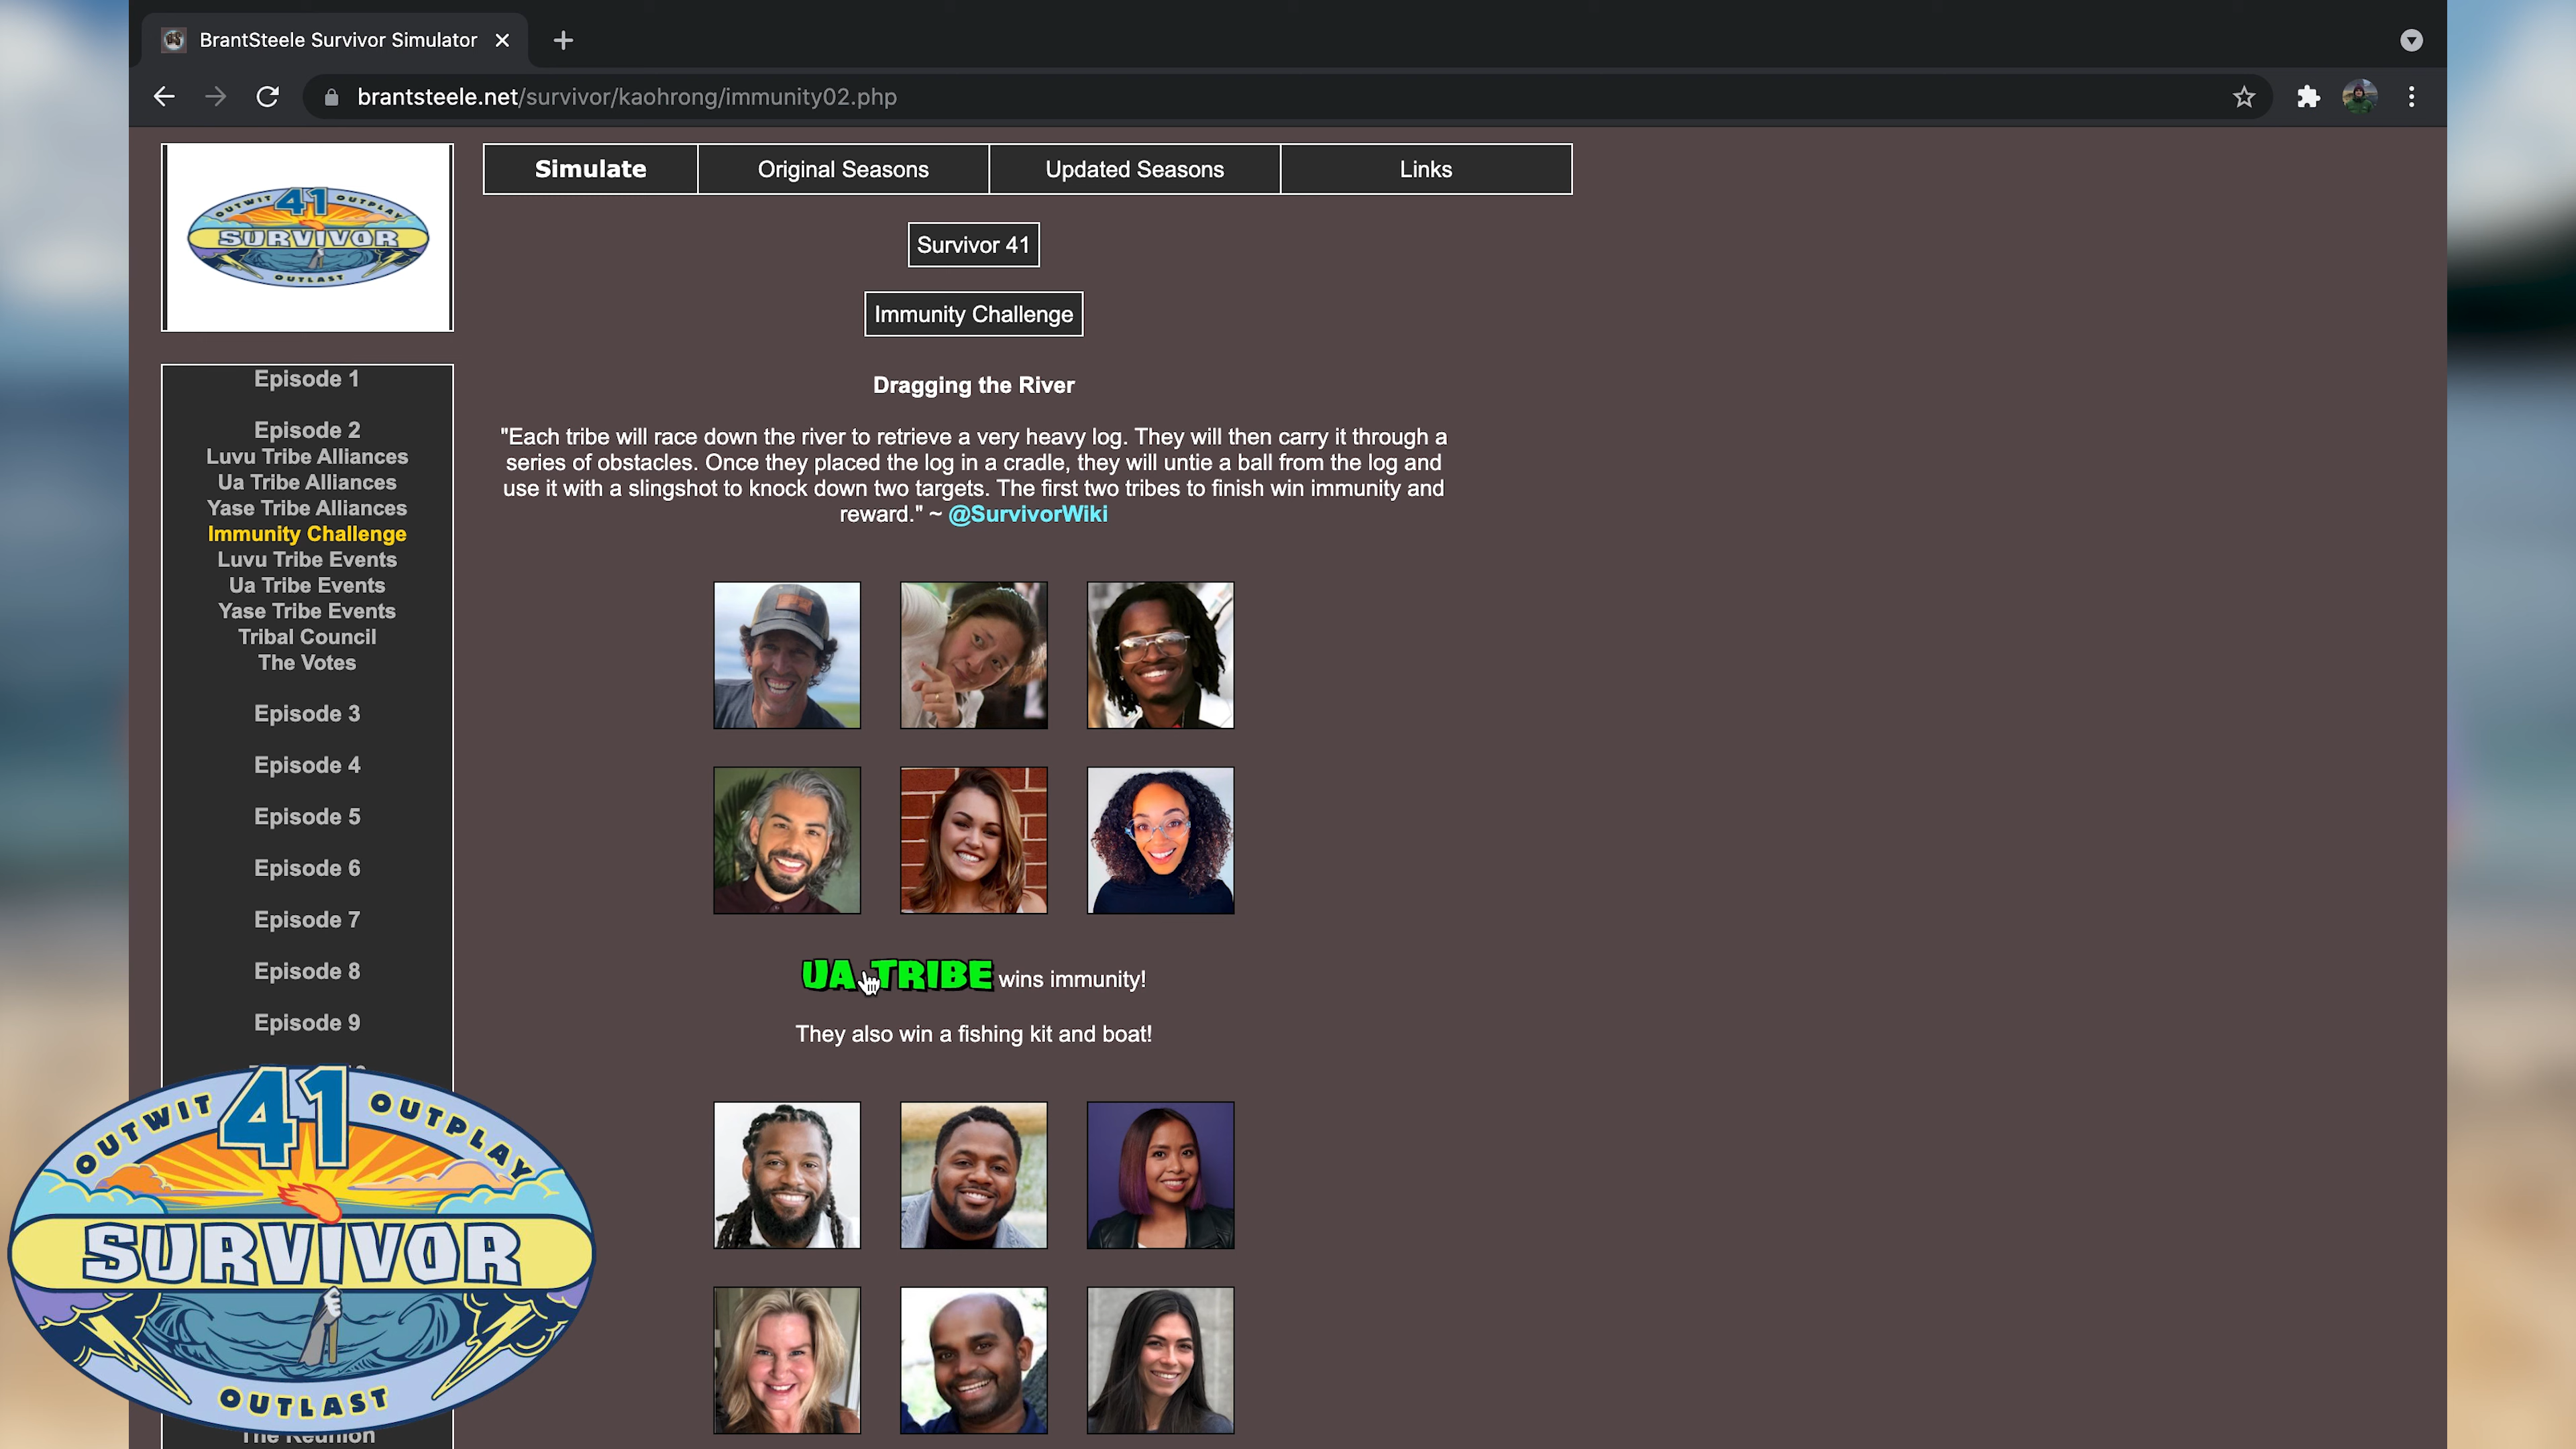 BrantSteele Survivor Simulator
brantsteele.net/survivor/kaohrong/immunity02.php
OUTWIT 41 OUTPLAY
SURVIVOR
OUTLAST
Simulate
Original Seasons
Updated Seasons
Links
Survivor 41
Immunity Challenge
Dragging the River
"Each tribe will race down the river to retrieve a very heavy log. They will then carry it through a
series of obstacles. Once they placed the log in a cradle, they will untie a ball from the log and
use it with a slingshot to knock down two targets. The first two tribes to finish win immunity and
reward." ~ @SurvivorWiki
Episode 1
Episode 2
Luvu Tribe Alliances
Ua Tribe Alliances
Yase Tribe Alliances
Immunity Challenge
Luvu Tribe Events
Ua Tribe Events
Yase Tribe Events
Tribal Council
The Votes
Episode 3
Episode 4
Episode 5
Episode 6
Episode 7
Episode 8
Episode 9
The Reunion
UA TRIBE wins immunity!
They also win a fishing kit and boat!
OUTWIT 41 OUTPLAY
SURVIVOR
OUTLAST